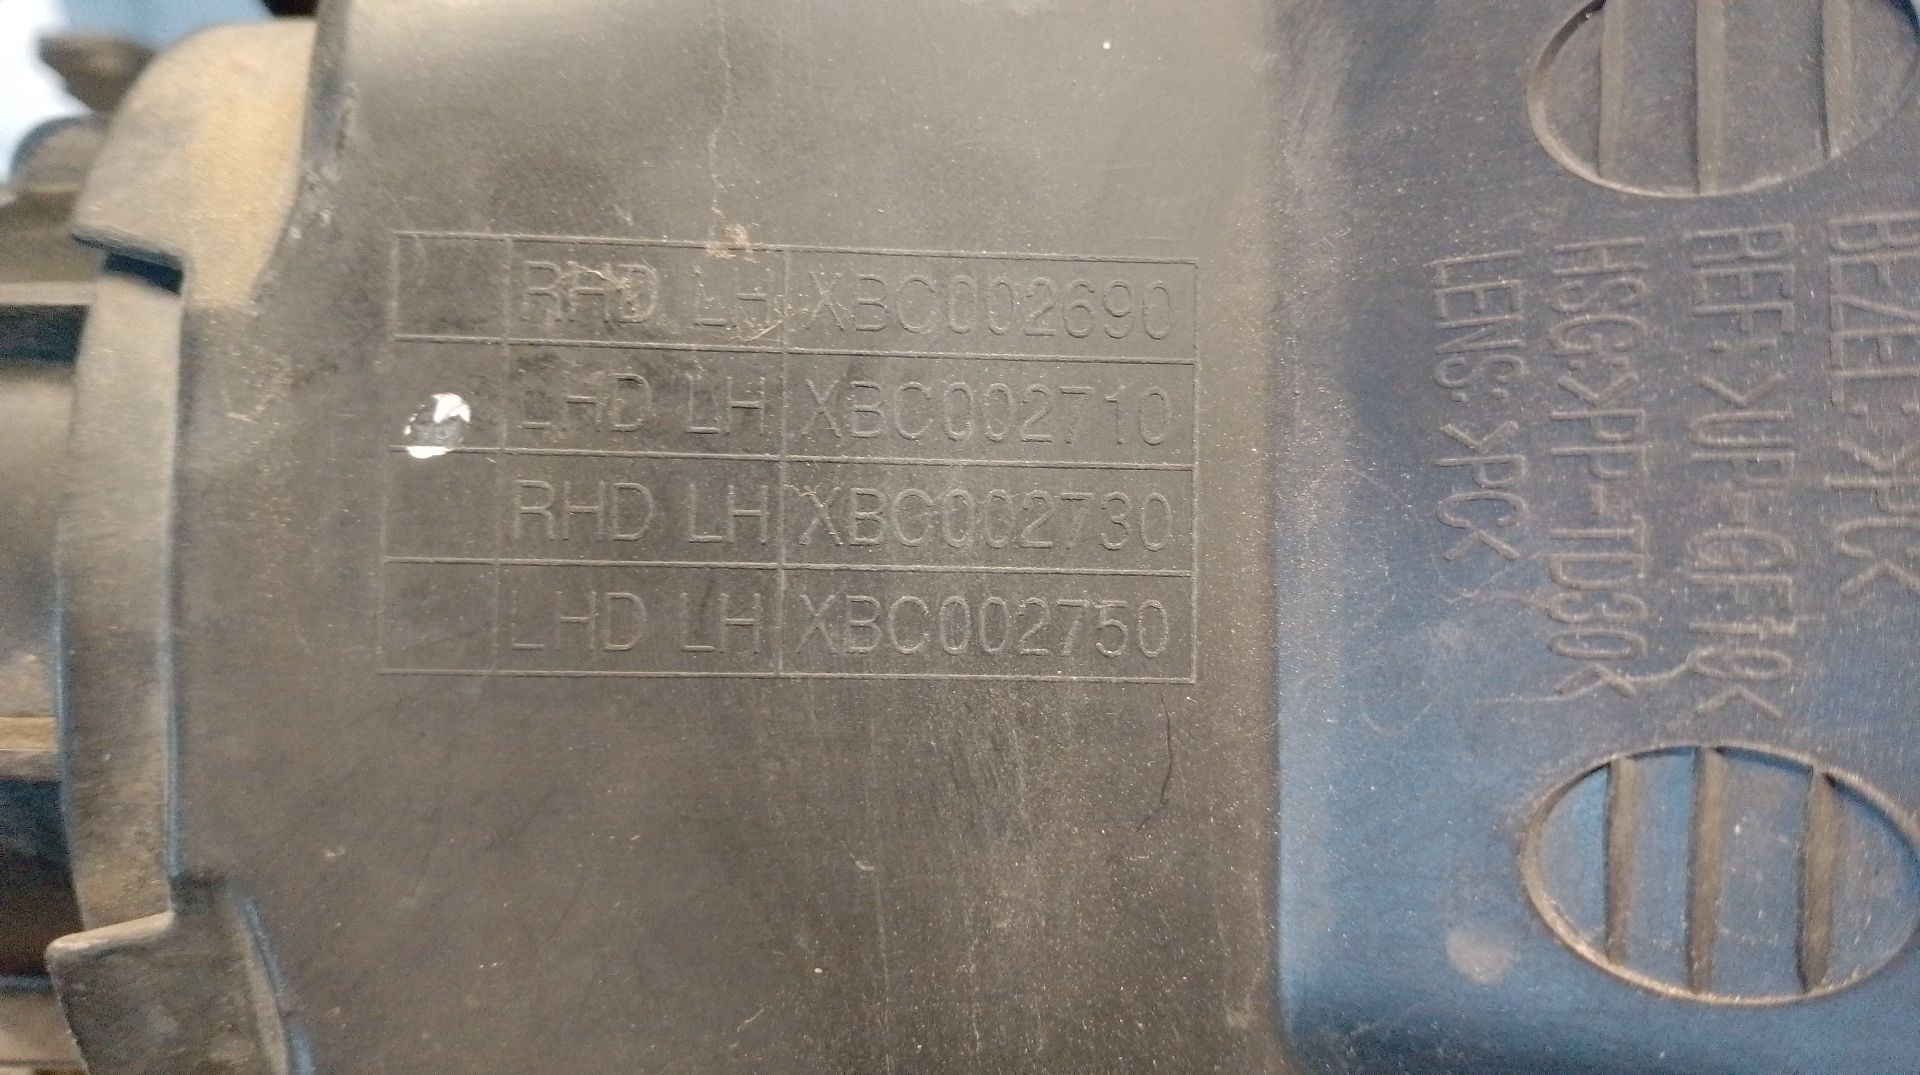 RHD LH XBC002690
LHD LH XBC002710
RHD LH XBC002730
LHD LH XBC002750
BEZEL:>PC<
REF:>UP-GF10<
HSG:>PP-TD30<
LENS:>PC<